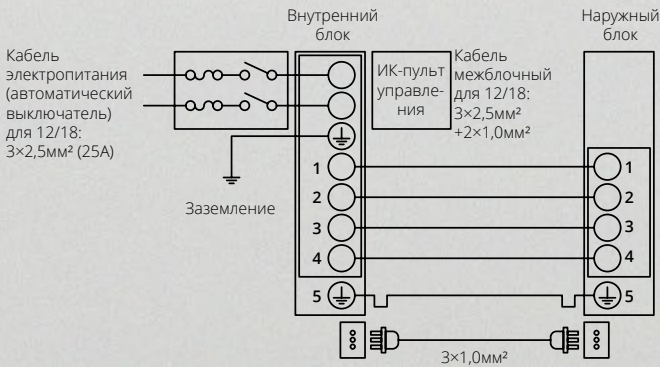 Внутренний
блок
Наружный
блок
Кабель
электропитания
(автоматический
выключатель)
для 12/18:
3×2,5мм² (25А)
ИК-пульт
управле-
ния
Кабель
межблочный
для 12/18:
3×2,5мм²
+2×1,0мм²
Заземление
1
2
3
4
5
1
2
3
4
5
3×1,0мм²